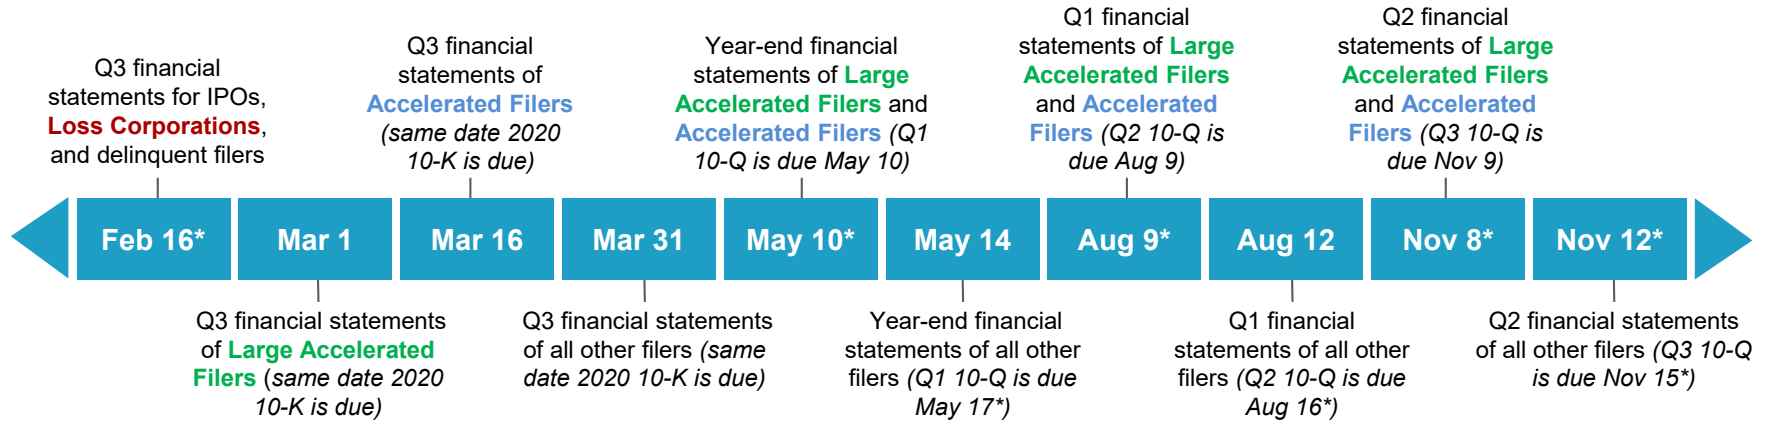 Q3 financial
statements for IPOs,
Loss Corporations,
and delinquent filers
Q3 financial
statements of
Accelerated Filers
(same date 2020
10-K is due)
Year-end financial
statements of Large
Accelerated Filers and
Accelerated Filers (Q1
10-Q is due May 10)
Q1 financial
statements of Large
Accelerated Filers
and Accelerated
Filers (Q2 10-Q is
due Aug 9)
Q2 financial
statements of Large
Accelerated Filers
and Accelerated
Filers (Q3 10-Q is
due Nov 9)
Feb 16*
Mar 1
Mar 16
Mar 31
May 10*
May 14
Aug 9*
Aug 12
Nov 8*
Nov 12*
Q3 financial statements
of Large Accelerated
Filers (same date 2020
10-K is due)
Q3 financial statements
of all other filers (same
date 2020 10-K is due)
Year-end financial
statements of all other
filers (Q1 10-Q is due
May 17*)
Q1 financial
statements of all other
filers (Q2 10-Q is due
Aug 16*)
Q2 financial statements
of all other filers (Q3 10-Q
is due Nov 15*)